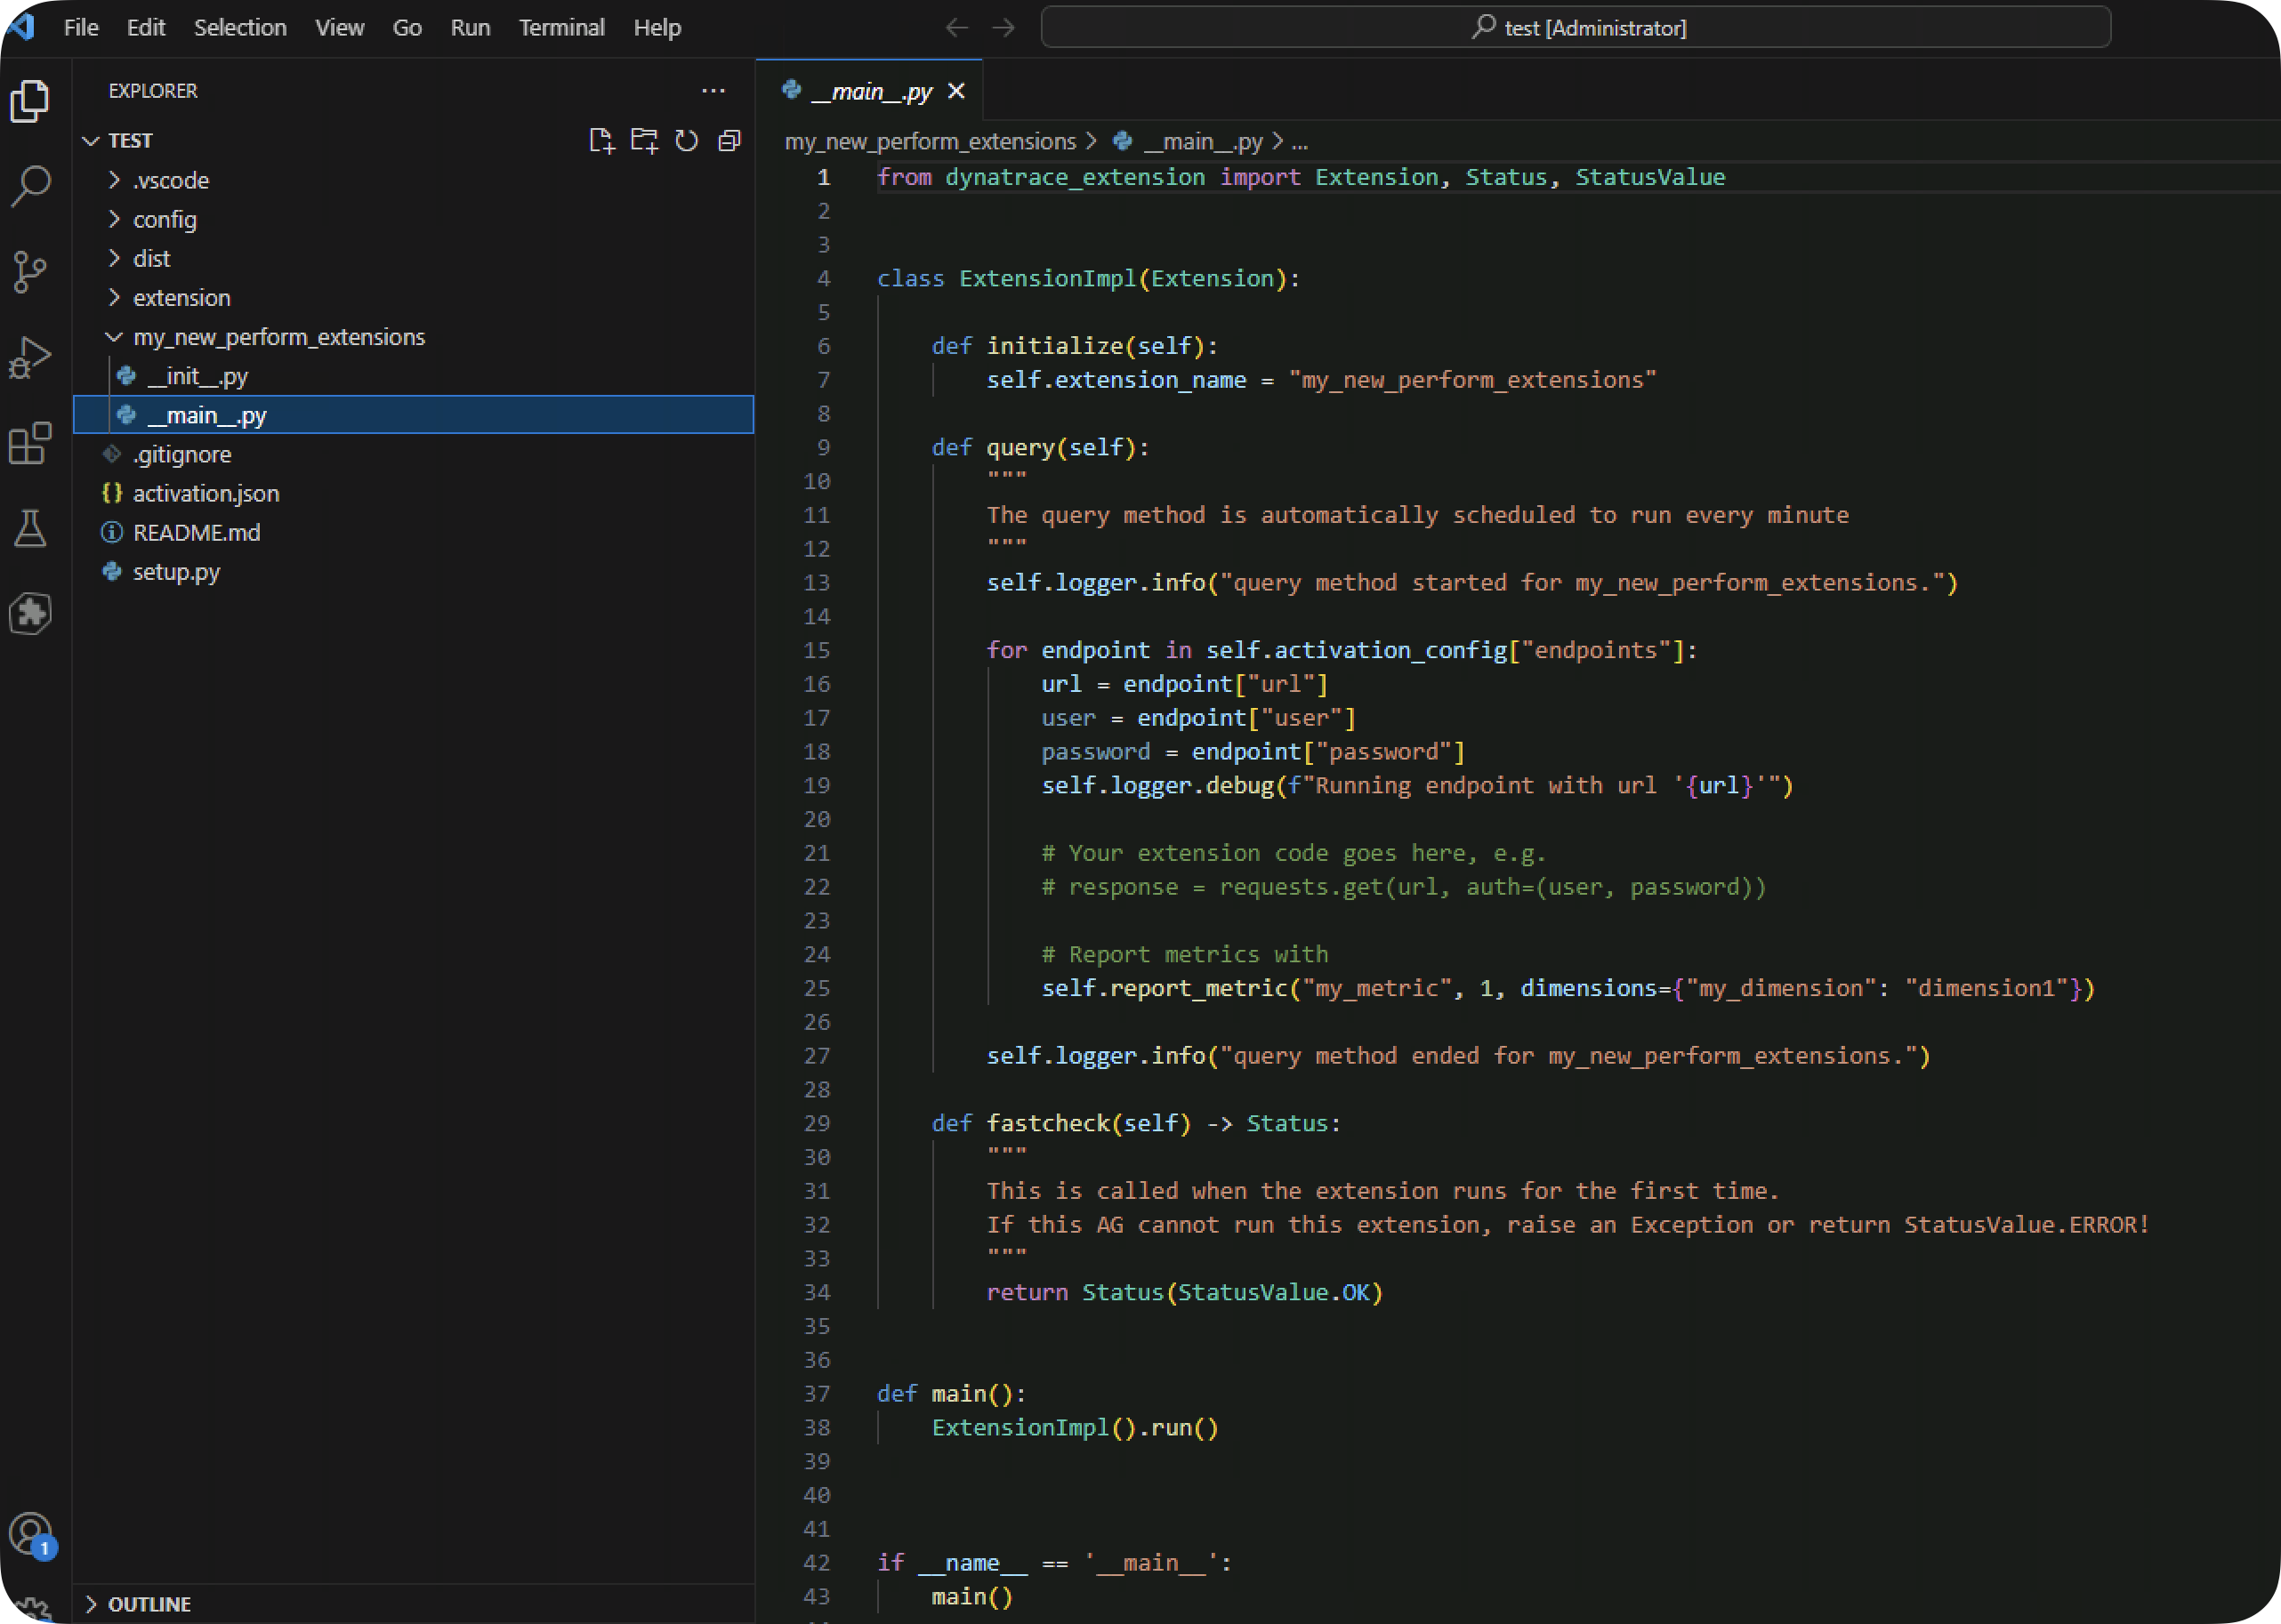 File Edit Selection View Go Run Terminal Help
test [Administrator]
EXPLORER
TEST
.vscode
config
dist
extension
my_new_perform_extensions
__init__.py
__main__.py
.gitignore
{} activation.json
README.md
setup.py
1
OUTLINE
__main__.py
my_new_perform_extensions > __main__.py > ...
1 from dynatrace_extension import Extension, Status, StatusValue
2
3
4 class ExtensionImpl(Extension):
5
6     def initialize(self):
7         self.extension_name = "my_new_perform_extensions"
8
9     def query(self):
10         """
11         The query method is automatically scheduled to run every minute
12         """
13         self.logger.info("query method started for my_new_perform_extensions.")
14
15         for endpoint in self.activation_config["endpoints"]:
16             url = endpoint["url"]
17             user = endpoint["user"]
18             password = endpoint["password"]
19             self.logger.debug(f"Running endpoint with url '{url}'")
20
21             # Your extension code goes here, e.g.
22             # response = requests.get(url, auth=(user, password))
23
24             # Report metrics with
25             self.report_metric("my_metric", 1, dimensions={"my_dimension": "dimension1"})
26
27         self.logger.info("query method ended for my_new_perform_extensions.")
28
29     def fastcheck(self) -> Status:
30         """
31         This is called when the extension runs for the first time.
32         If this AG cannot run this extension, raise an Exception or return StatusValue.ERROR!
33         """
34         return Status(StatusValue.OK)
35
36
37 def main():
38     ExtensionImpl().run()
39
40
41
42 if __name__ == '__main__':
43     main()